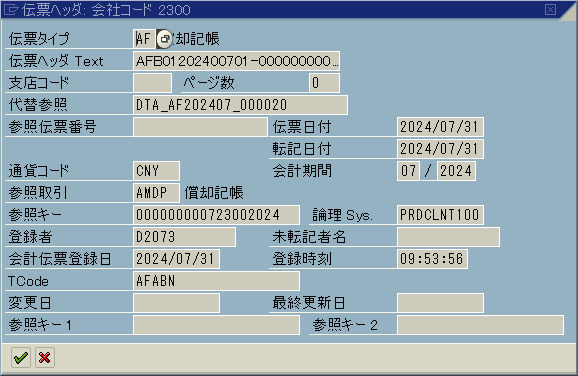 伝票ヘッダ: 会社コード 2300
伝票タイプ AF 却記帳
伝票ヘッダ Text AFB01202400701-000000000...
支店コード ページ数 0
代替参照 DTA_AF202407_000020
参照伝票番号 伝票日付 2024/07/31
転記日付 2024/07/31
通貨コード CNY 会計期間 07 / 2024
参照取引 AMDP 償却記帳
参照キー 000000000723002024 論理 Sys. PRDCLNT100
登録者 D2073 未転記者名
会計伝票登録日 2024/07/31 登録時刻 09:53:56
TCode AFABN
変更日 最終更新日
参照キー1 参照キー2